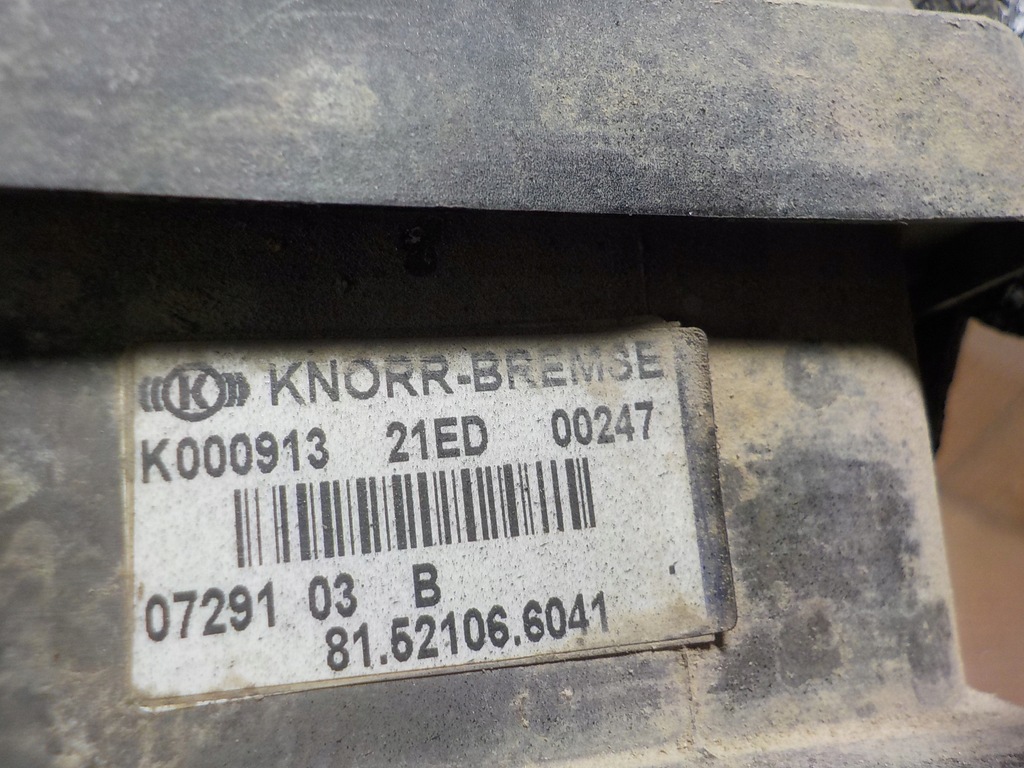 K KNORR-BREMSE
K000913 21ED 00247
07291 03 B
81.52106.6041